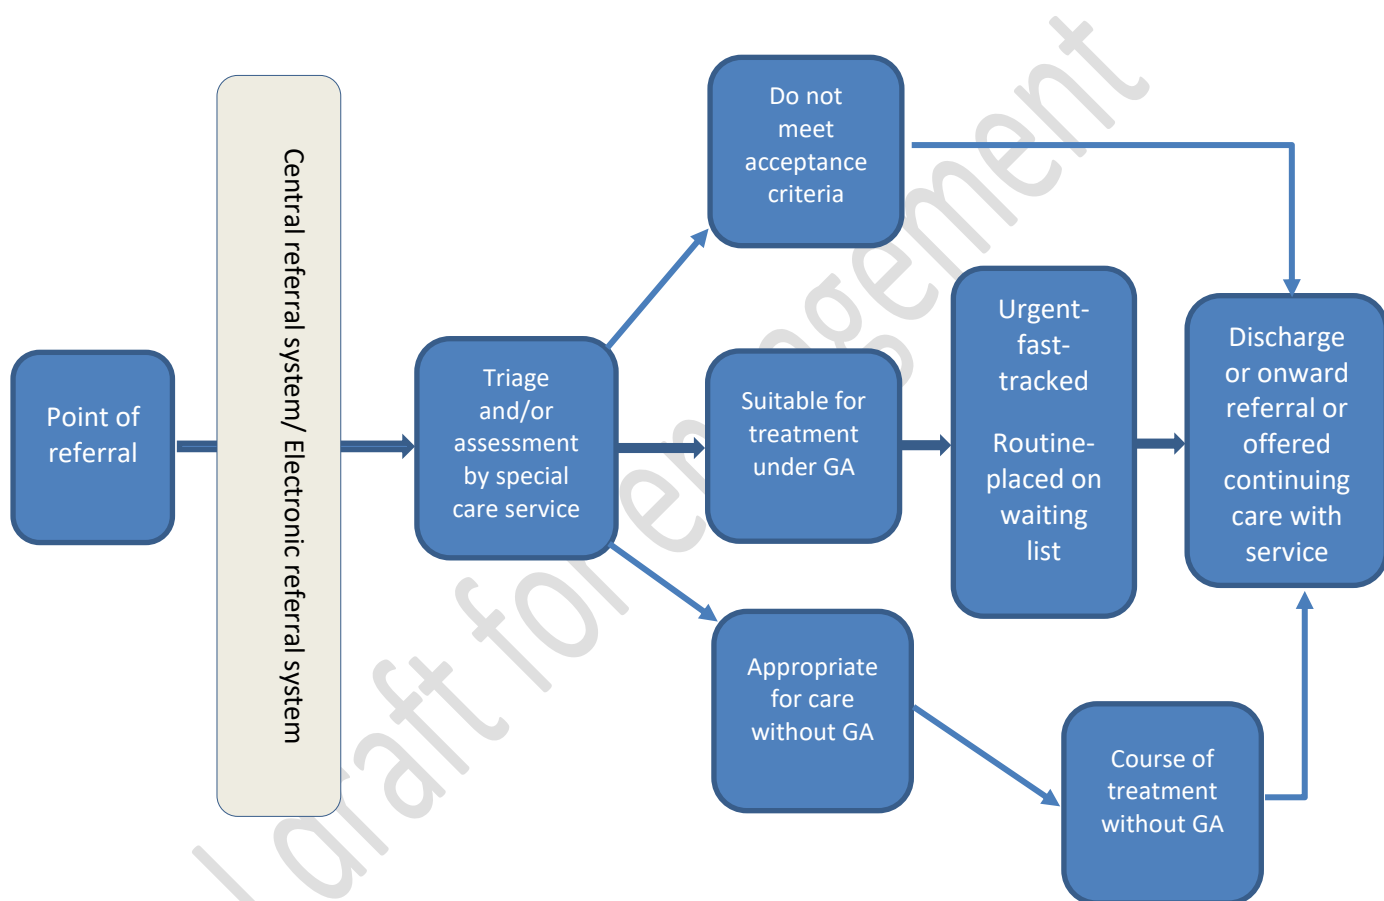 Point of
referral
Central referral system/ Electronic referral system
Triage
and/or
assessment
by special
care service
Do not
meet
acceptance
criteria
Suitable for
treatment
under GA
Appropriate
for care
without GA
Urgent-
fast-
tracked
Routine-
placed on
waiting
list
Course of
treatment
without GA
Discharge
or onward
referral or
offered
continuing
care with
service
draft for engagement